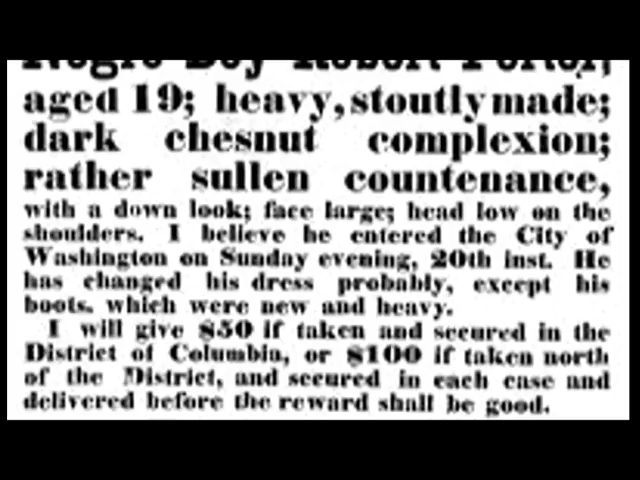 Negro Boy Robert Porter,
aged 19; heavy, stoutly made;
dark chesnut complexion;
rather sullen countenance,
with a down look; face large; head low on the
shoulders. I believe he entered the City of
Washington on Sunday evening, 20th inst. He
has changed his dress probably, except his
boots, which were new and heavy.
I will give $50 if taken and secured in the
District of Columbia, or $100 if taken north
of the District, and secured in each case and
delivered before the reward shall be good.